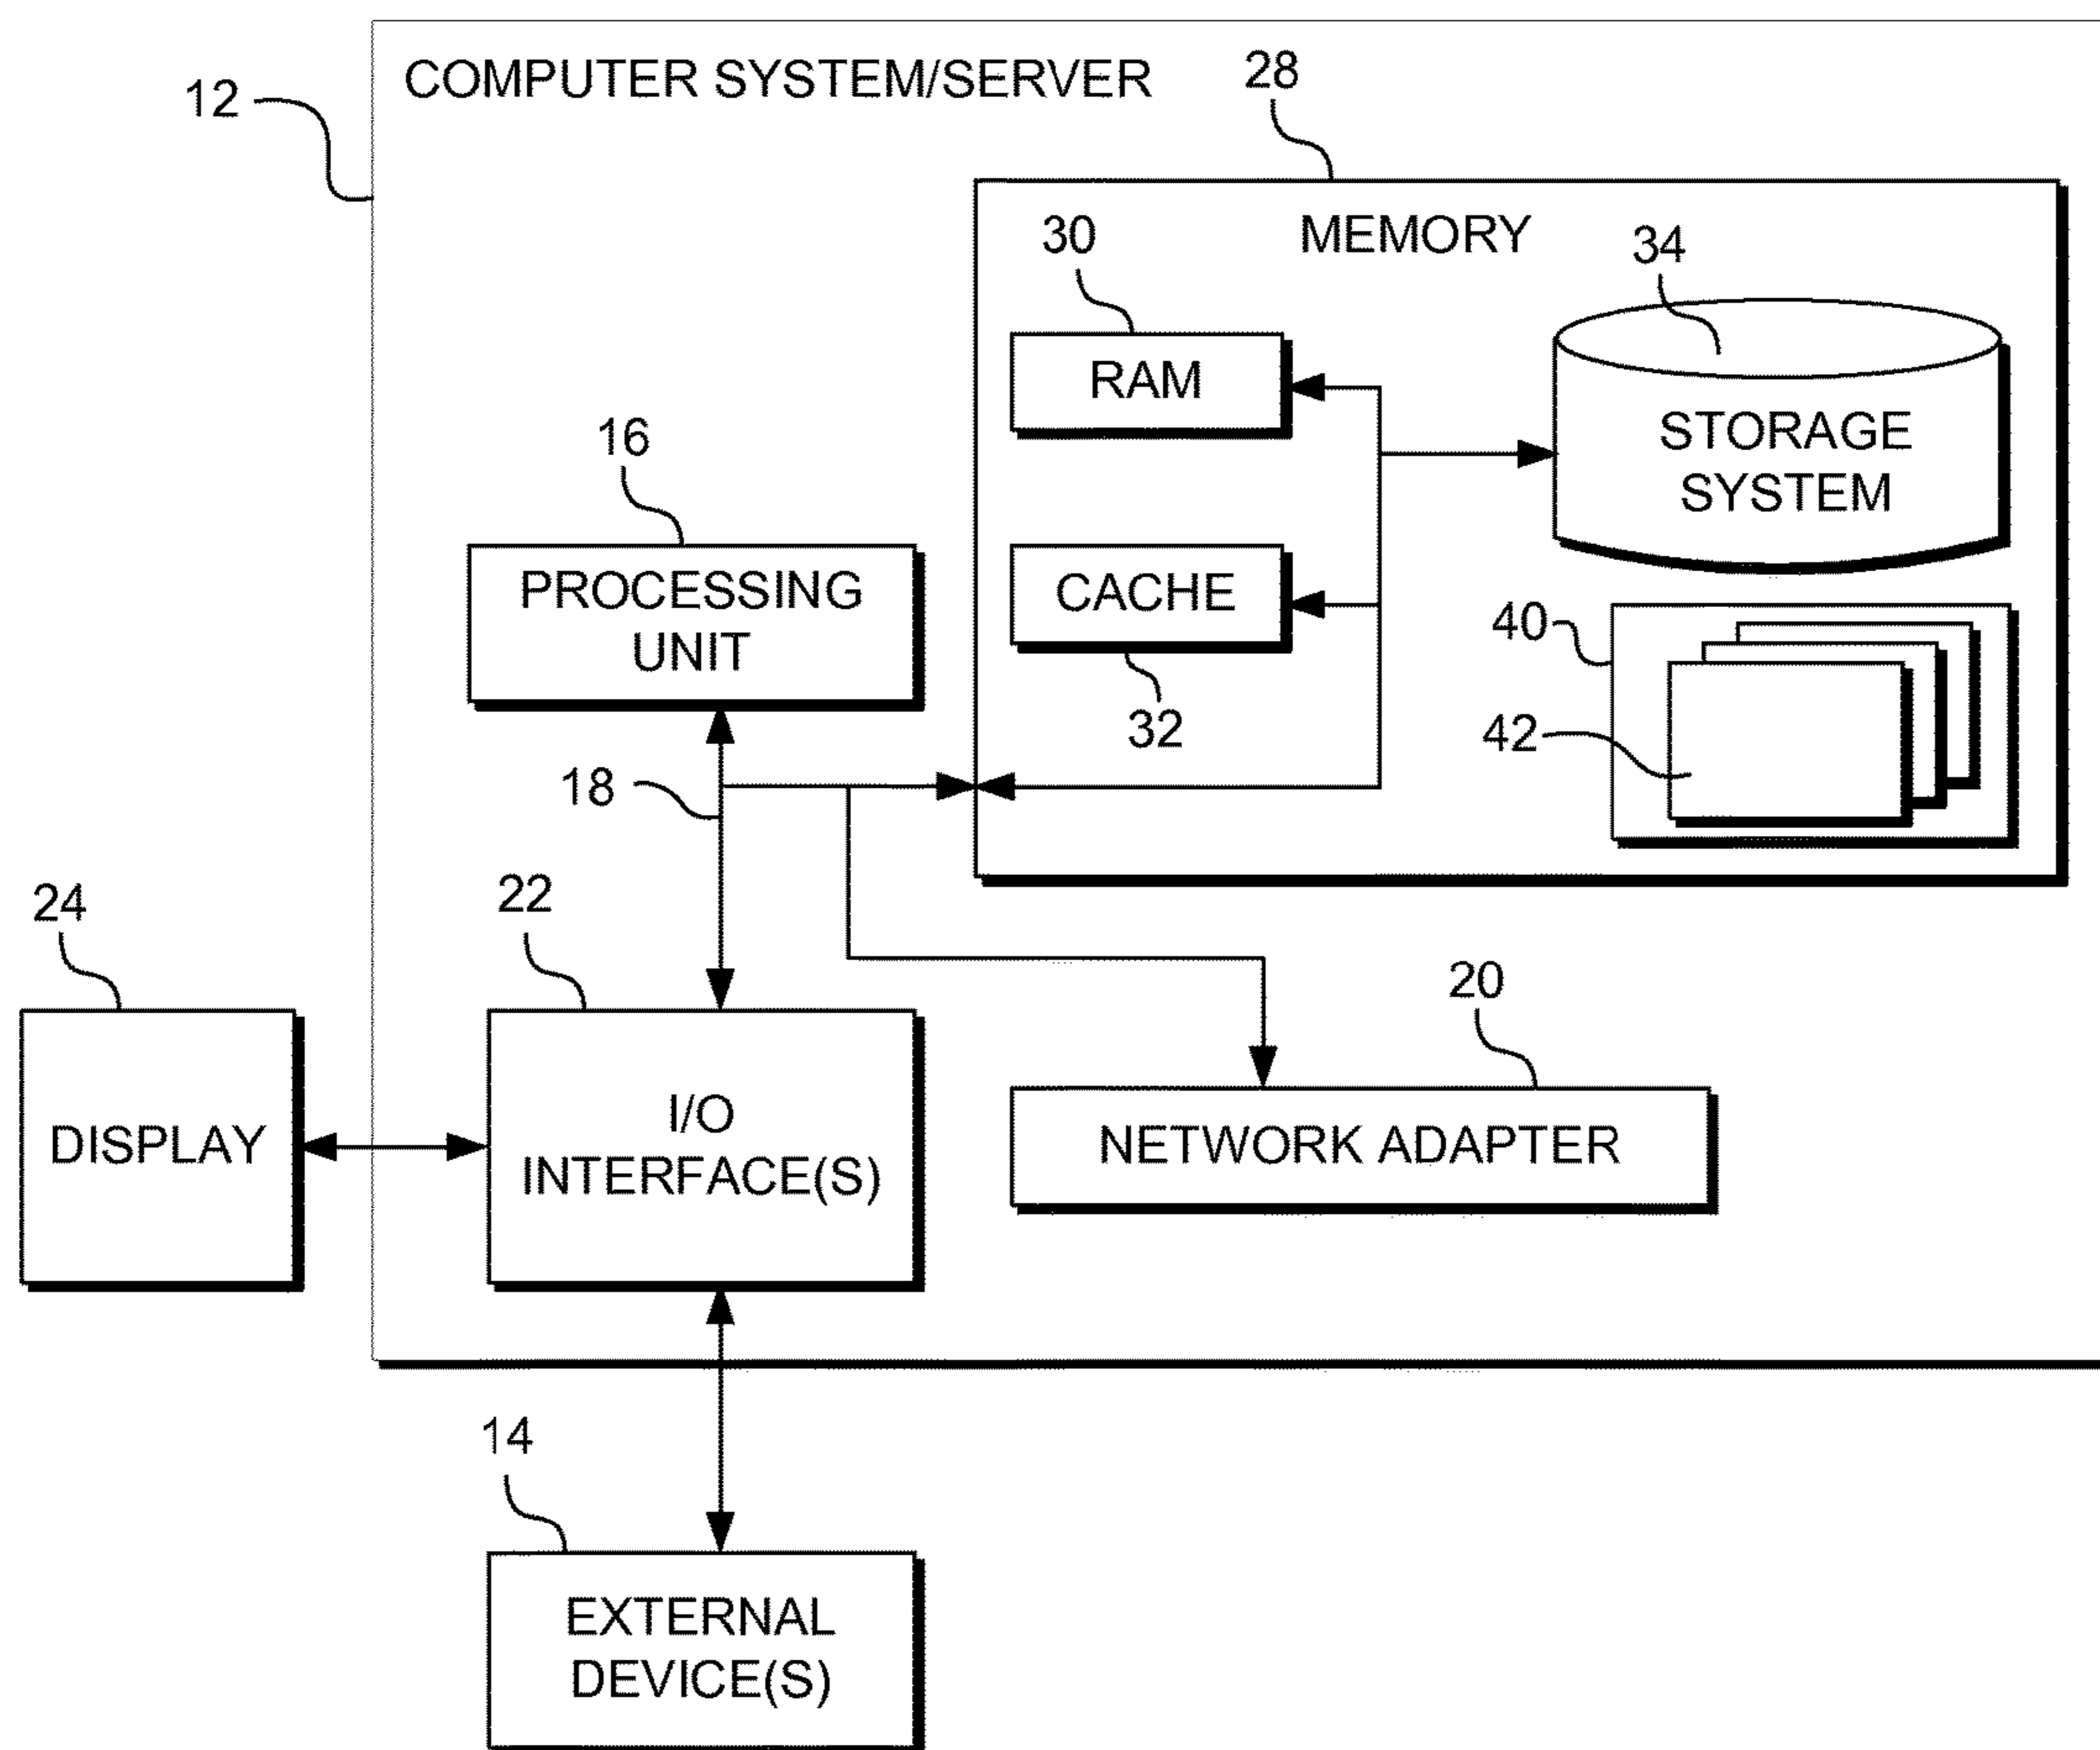 12
COMPUTER SYSTEM/SERVER
28
MEMORY
30
34
RAM
STORAGE
SYSTEM
16
PROCESSING
UNIT
CACHE
32
40
42
18
24
22
20
DISPLAY
I/O
INTERFACE(S)
NETWORK ADAPTER
14
EXTERNAL
DEVICE(S)